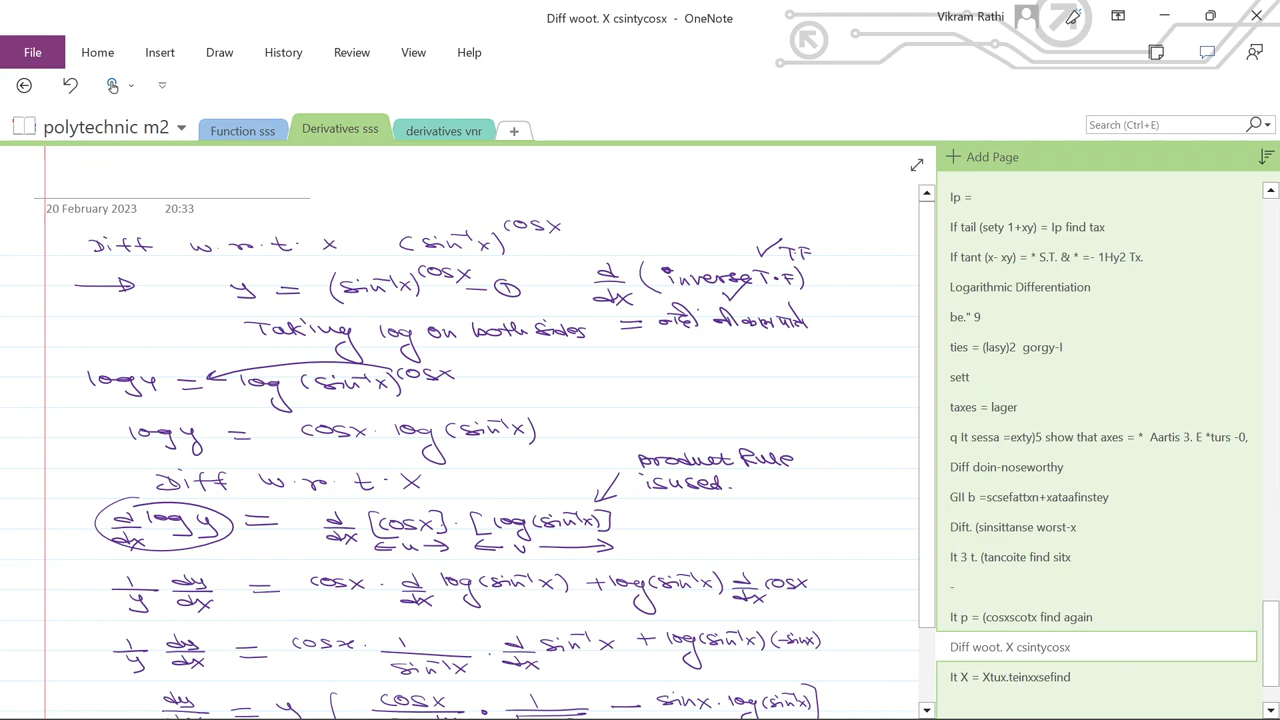 Diff woot. X csintycosx - OneNote
Vikram Rathi
File Home Insert Draw History Review View Help
polytechnic m2
Function sss Derivatives sss derivatives vnr +
Search (Ctrl+E)
20 February 2023 20:33
Diff w.r.t. x (sin⁻¹x)^cosx
→ y = (sin⁻¹x)^cosx — ①
d/dx (inverse T.F) T.F
Taking log on both sides =
log y = log (sin⁻¹x)^cosx
log y = cosx. log (sin⁻¹x)
Diff w.r.t. x
product Rule
is used.
d/dx log y = d/dx [cosx] . [log(sin⁻¹x)]
← u → ← v →
1/y dy/dx = cosx . d/dx log(sin⁻¹x) + log(sin⁻¹x) d/dx cosx
1/y dy/dx = cosx. 1/sin⁻¹x . d/dx sin⁻¹x + log(sin⁻¹x) (-sinx)
dy/dx = y [cosx . 1 — sinx . log(sin⁻¹x)]
Add Page
Ip =
If tail (sety 1+xy) = Ip find tax
If tant (x- xy) = * S.T. & * =- 1Hy2 Tx.
Logarithmic Differentiation
be." 9
ties = (lasy)2 gorgy-I
sett
taxes = lager
q It sessa =exty)5 show that axes = * Aartis 3. E *turs -0,
Diff doin-noseworthy
GII b =scsefattxn+xataafinstey
Dift. (sinsittanse worst-x
It 3 t. (tancoite find sitx
-
It p = (cosxscotx find again
Diff woot. X csintycosx
It X = Xtux.teinxxsefind